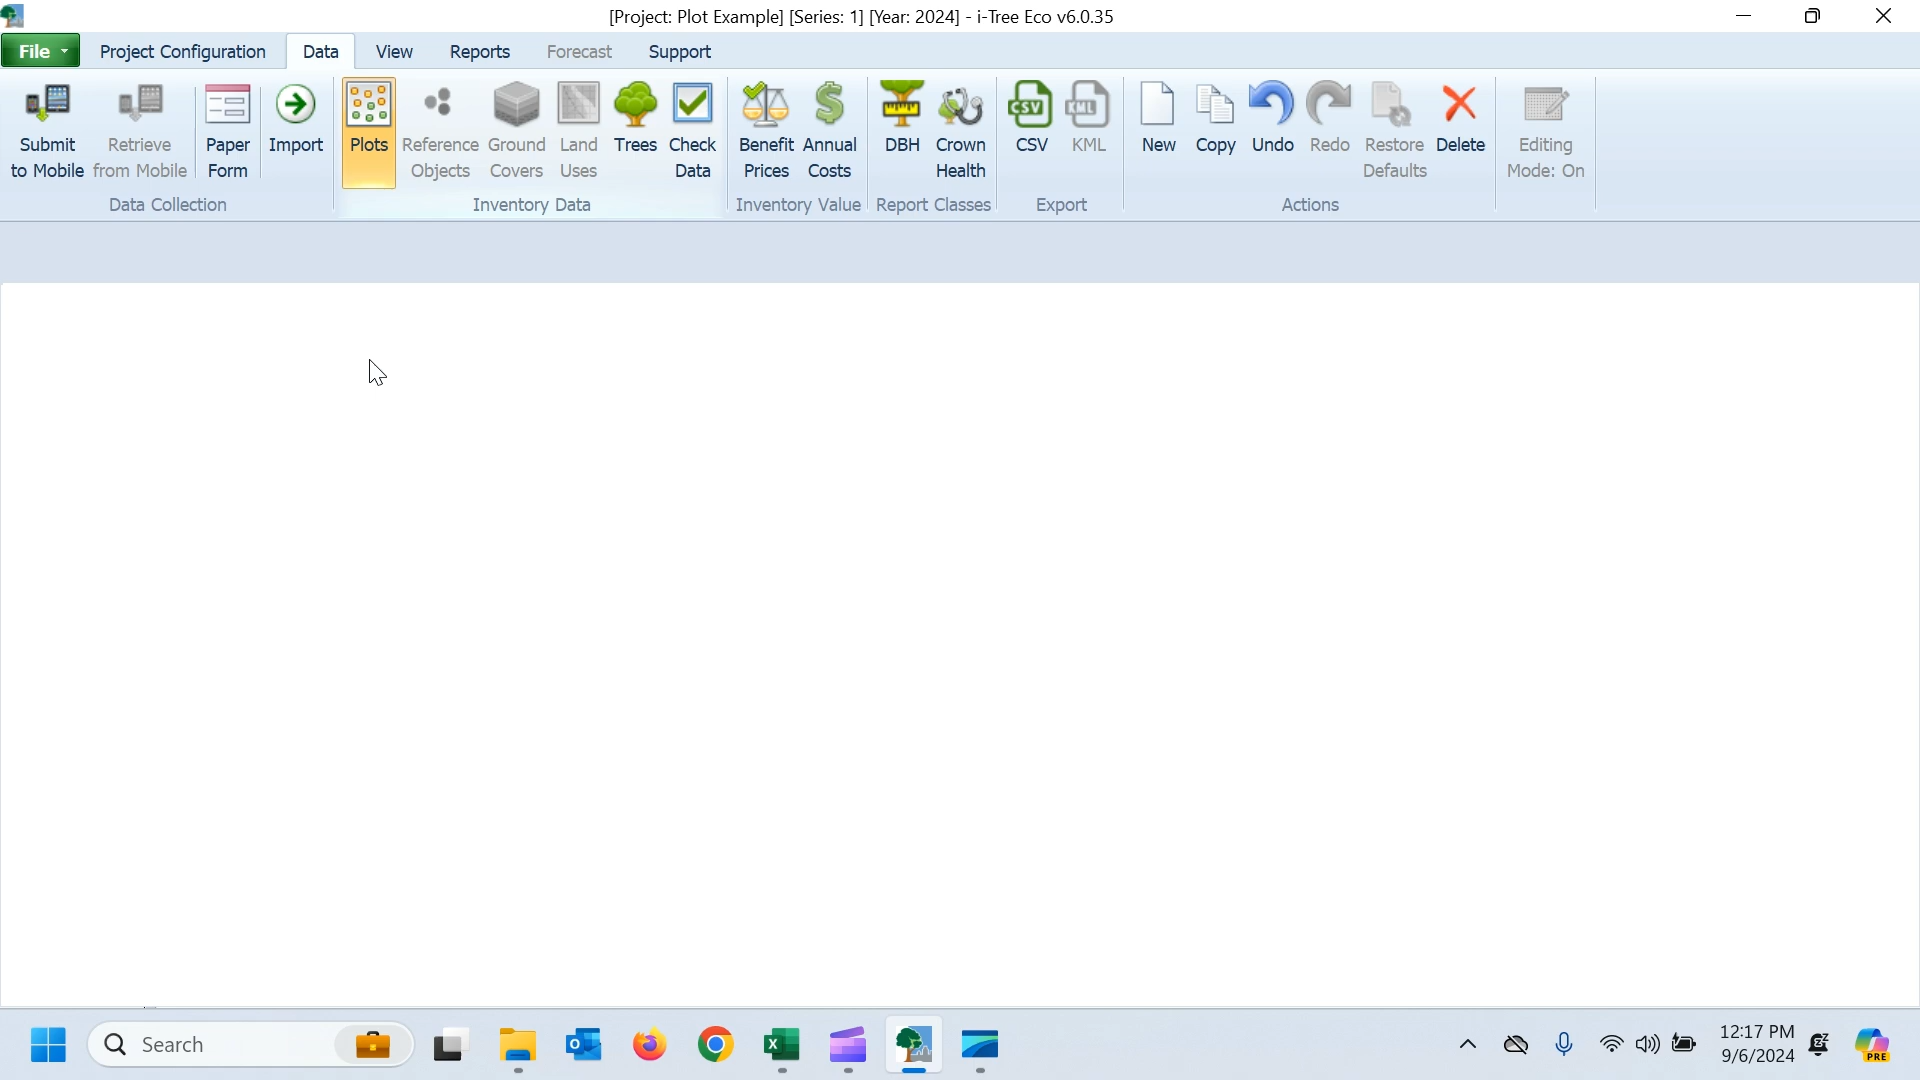 [Project: Plot Example] [Series: 1] [Year: 2024] - i-Tree Eco v6.0.35
File Project Configuration Data View Reports Forecast Support
Submit to Mobile
Retrieve from Mobile
Paper Form
Import
Plots
Reference Objects
Ground Covers
Land Uses
Trees
Check Data
Benefit Prices
Annual Costs
DBH
Crown Health
CSV
CSV
KML
KML
New
Copy
Undo
Redo
Restore Defaults
Delete
Editing Mode: On
Data Collection
Inventory Data
Inventory Value
Report Classes
Export
Actions
Search
12:17 PM
9/6/2024
PRE